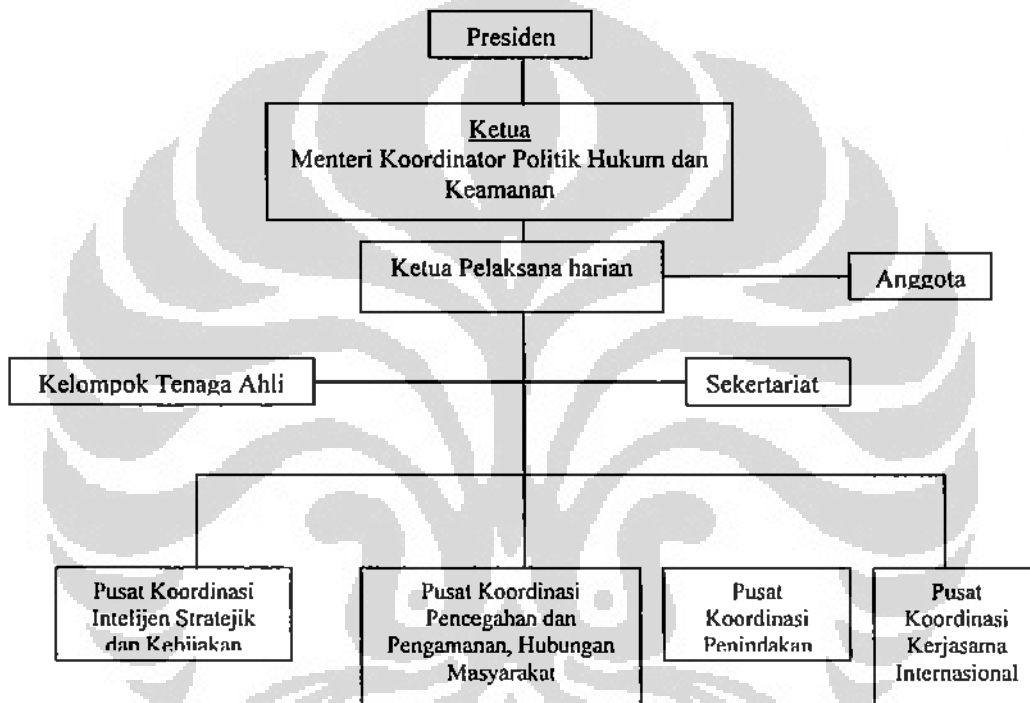 Presiden
Ketua
Menteri Koordinator Politik Hukum dan
Keamanan
Ketua Pelaksana harian
Anggota
Kelompok Tenaga Ahli
Sekertariat
Pusat Koordinasi
Intelijen Stratejik
dan Kebijakan
Pusat Koordinasi
Pencegahan dan
Pengamanan, Hubungan
Masyarakat
Pusat
Koordinasi
Penindakan
Pusat
Koordinasi
Kerjasama
Internasional